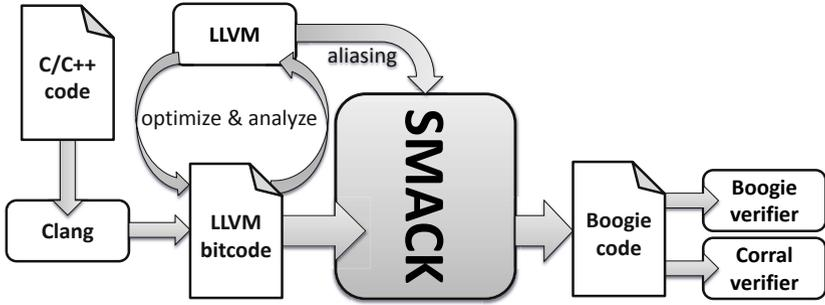 C/C++
code
LLVM
aliasing
optimize & analyze
SMACK
Clang
LLVM
bitcode
Boogie
code
Boogie
verifier
Corral
verifier